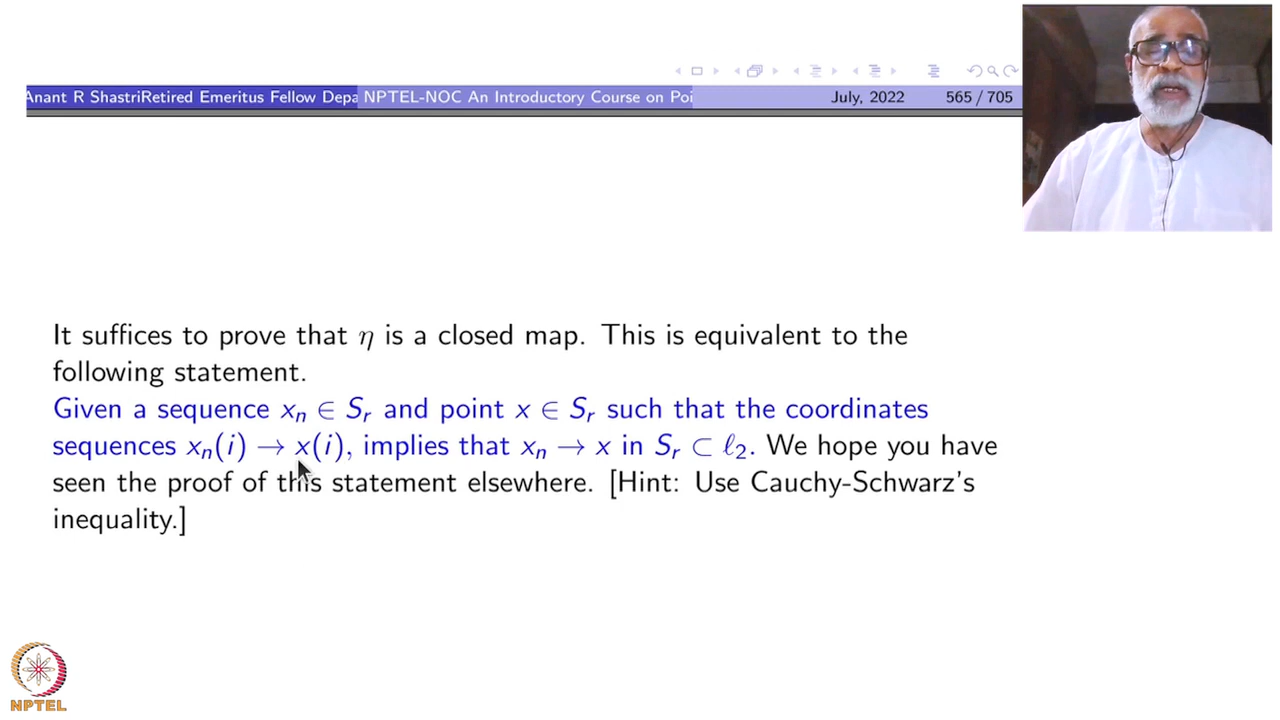 Anant R ShastriRetired Emeritus Fellow Depa NPTEL-NOC An Introductory Course on Poi July, 2022 565 / 705
It suffices to prove that η is a closed map. This is equivalent to the
following statement.
Given a sequence xₙ ∈ Sᵣ and point x ∈ Sᵣ such that the coordinates
sequences xₙ(i) → x(i), implies that xₙ → x in Sᵣ ⊂ ℓ₂. We hope you have
seen the proof of this statement elsewhere. [Hint: Use Cauchy-Schwarz's
inequality.]
NPTEL